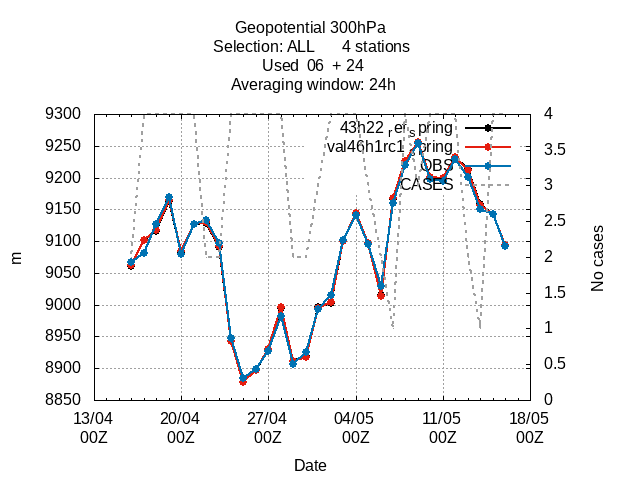 Geopotential 300hPa
Selection: ALL 4 stations
Used 06 + 24
Averaging window: 24h
43h22_ref_spring
val46h1rc1_spring
OBS
CASES
9300
9250
9200
9150
9100
9050
9000
8950
8900
8850
4
3.5
3
2.5
2
1.5
1
0.5
0
m
No cases
13/04 20/04 27/04 04/05 11/05 18/05
00Z 00Z 00Z 00Z 00Z 00Z
Date